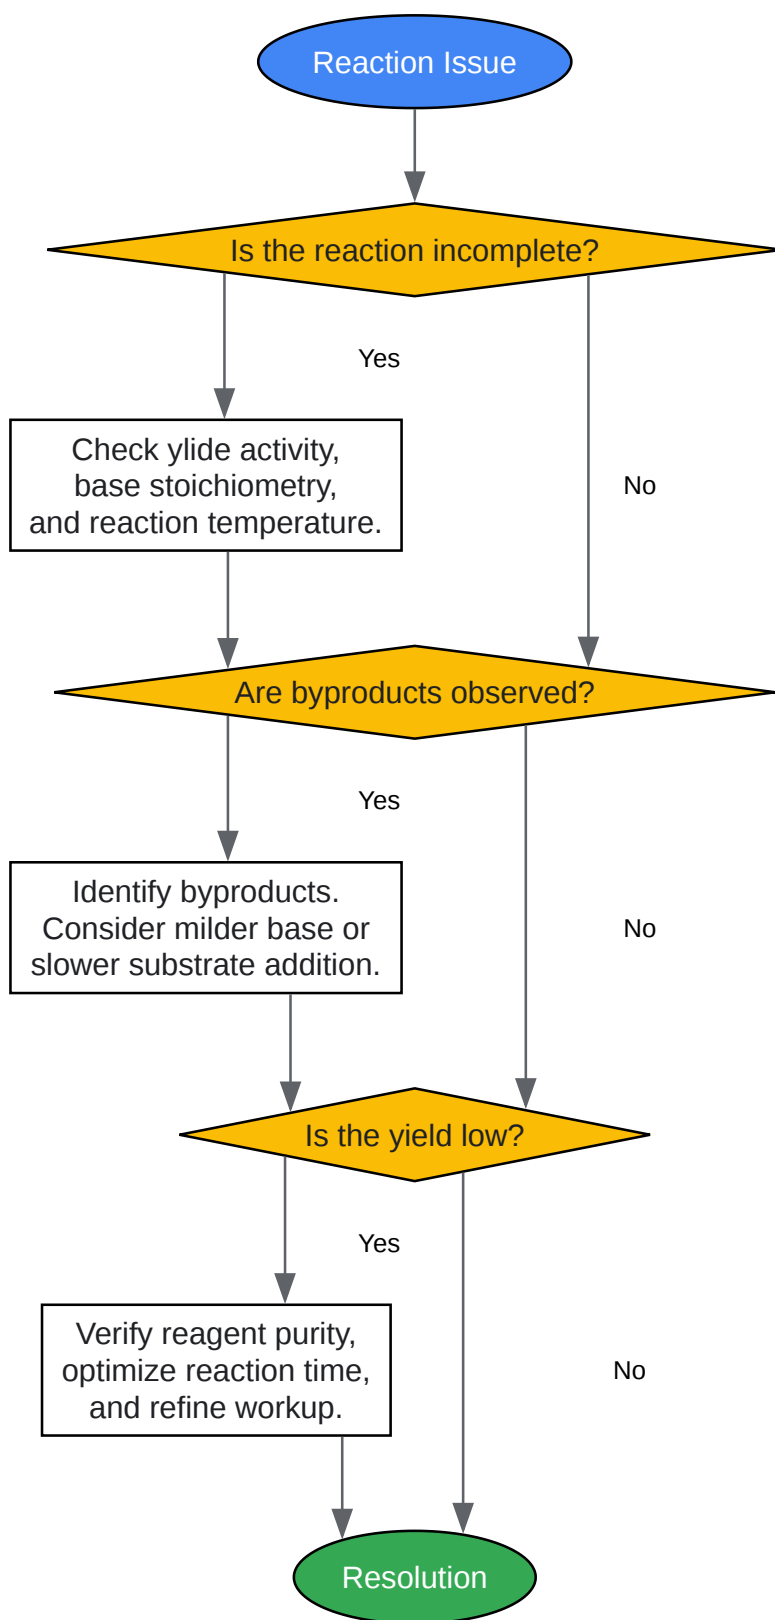 Reaction Issue
Is the reaction incomplete?
Yes
Check ylide activity,
base stoichiometry,
and reaction temperature.
No
Are byproducts observed?
Yes
Identify byproducts.
Consider milder base or
slower substrate addition.
No
Is the yield low?
Yes
Verify reagent purity,
optimize reaction time,
and refine workup.
No
Resolution